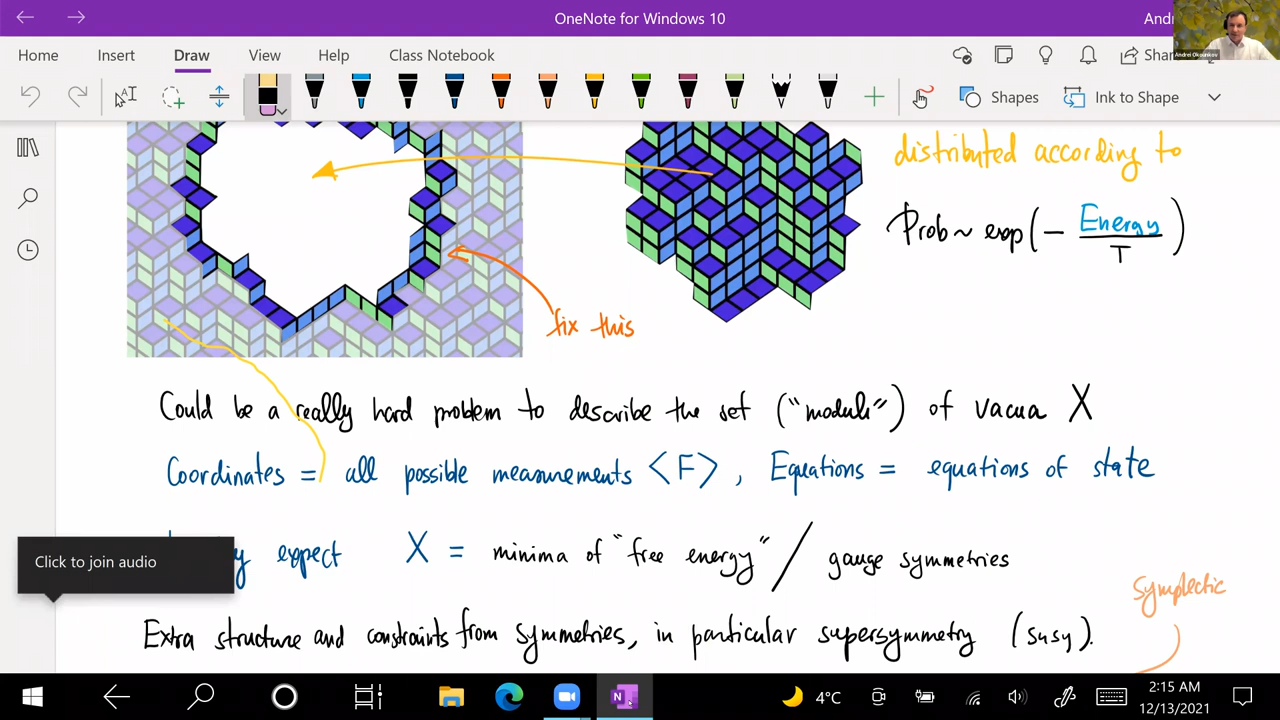 OneNote for Windows 10
Andrei Okounkov
Home Insert Draw View Help Class Notebook
Shapes Ink to Shape
distributed according to
Prob ~ exp(- Energy/T)
fix this
Could be a really hard problem to describe the set ("moduli") of vacua X
Coordinates = all possible measurements <F>, Equations = equations of state
expect X = minima of "free energy" / gauge symmetries
Click to join audio
symplectic
Extra structure and constraints from symmetries, in particular supersymmetry (susy).
4°C
2:15 AM
12/13/2021